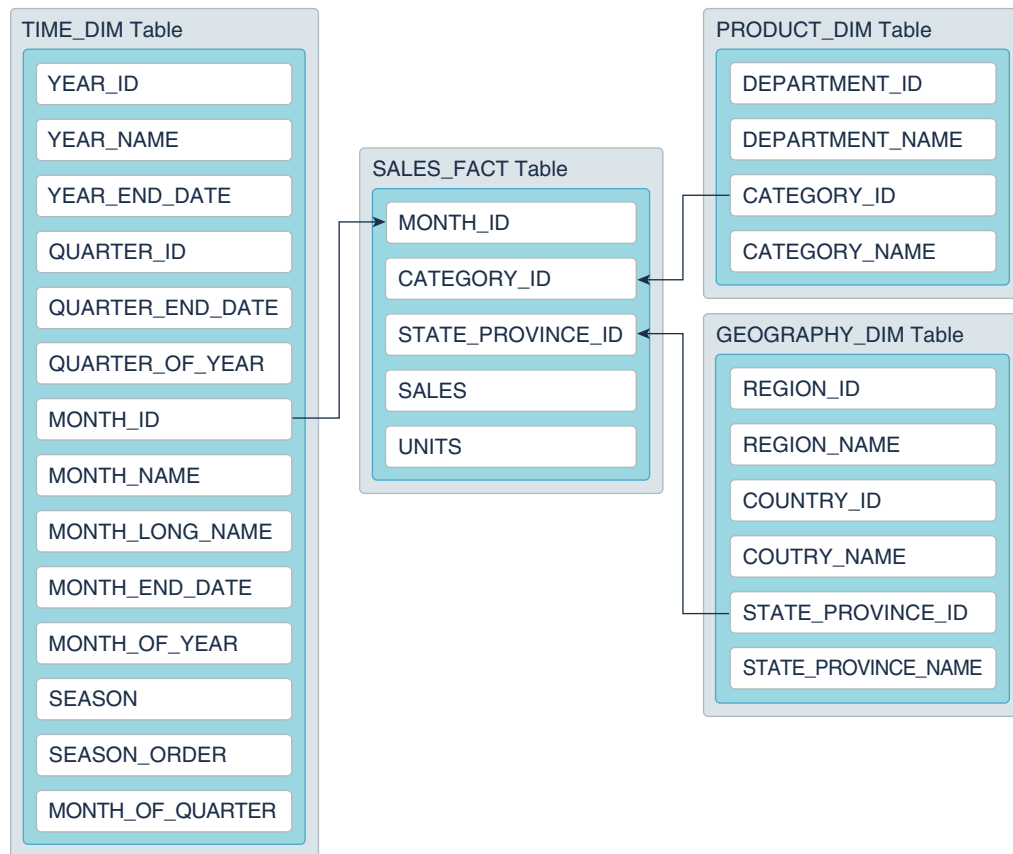 TIME_DIM Table
YEAR_ID
YEAR_NAME
YEAR_END_DATE
QUARTER_ID
QUARTER_END_DATE
QUARTER_OF_YEAR
MONTH_ID
MONTH_NAME
MONTH_LONG_NAME
MONTH_END_DATE
MONTH_OF_YEAR
SEASON
SEASON_ORDER
MONTH_OF_QUARTER
SALES_FACT Table
MONTH_ID
CATEGORY_ID
STATE_PROVINCE_ID
SALES
UNITS
PRODUCT_DIM Table
DEPARTMENT_ID
DEPARTMENT_NAME
CATEGORY_ID
CATEGORY_NAME
GEOGRAPHY_DIM Table
REGION_ID
REGION_NAME
COUNTRY_ID
COUTRY_NAME
STATE_PROVINCE_ID
STATE_PROVINCE_NAME